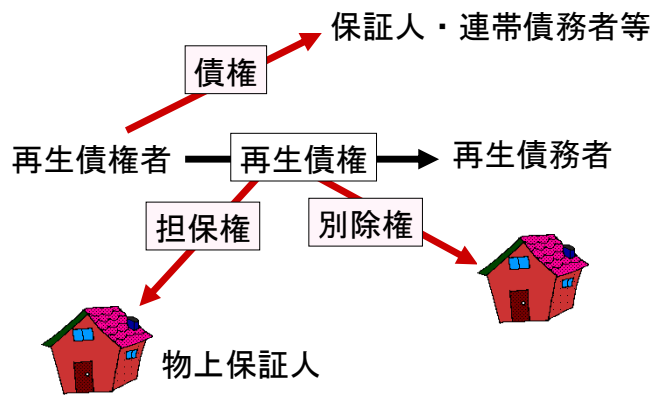 保証人・連帯債務者等
債権
再生債権者
再生債権
再生債務者
担保権
別除権
物上保証人